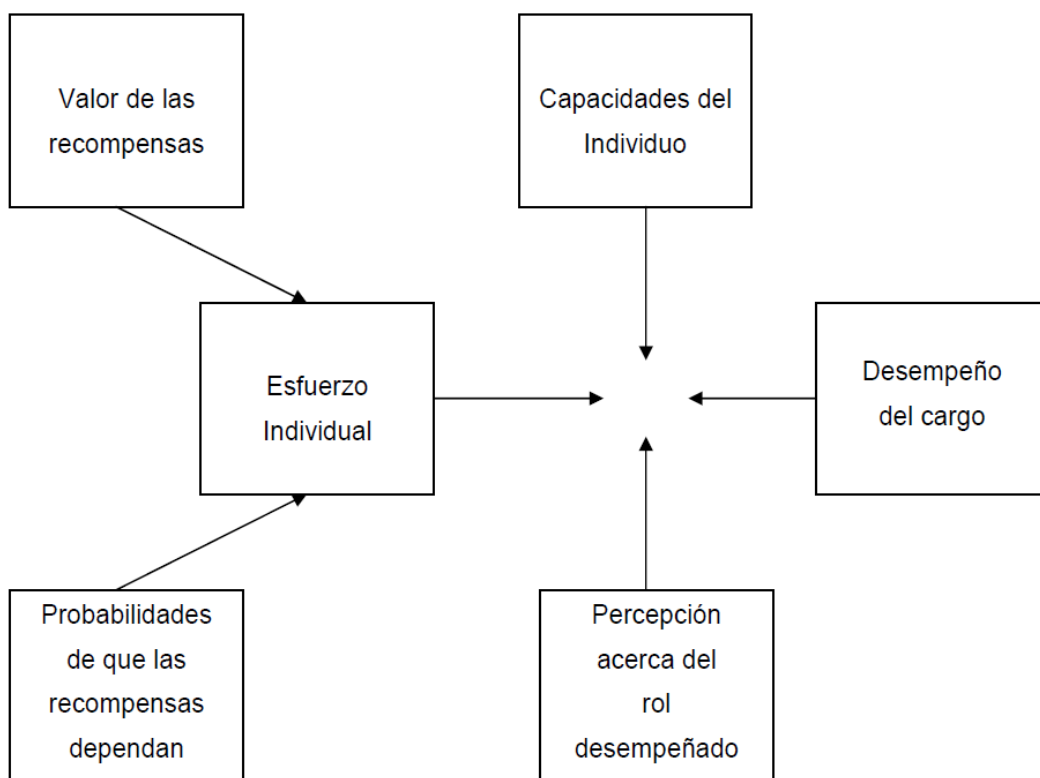 Valor de las
recompensas
Capacidades del
Individuo
Esfuerzo
Individual
Desempeño
del cargo
Probabilidades
de que las
recompensas
dependan
Percepción
acerca del
rol
desempeñado